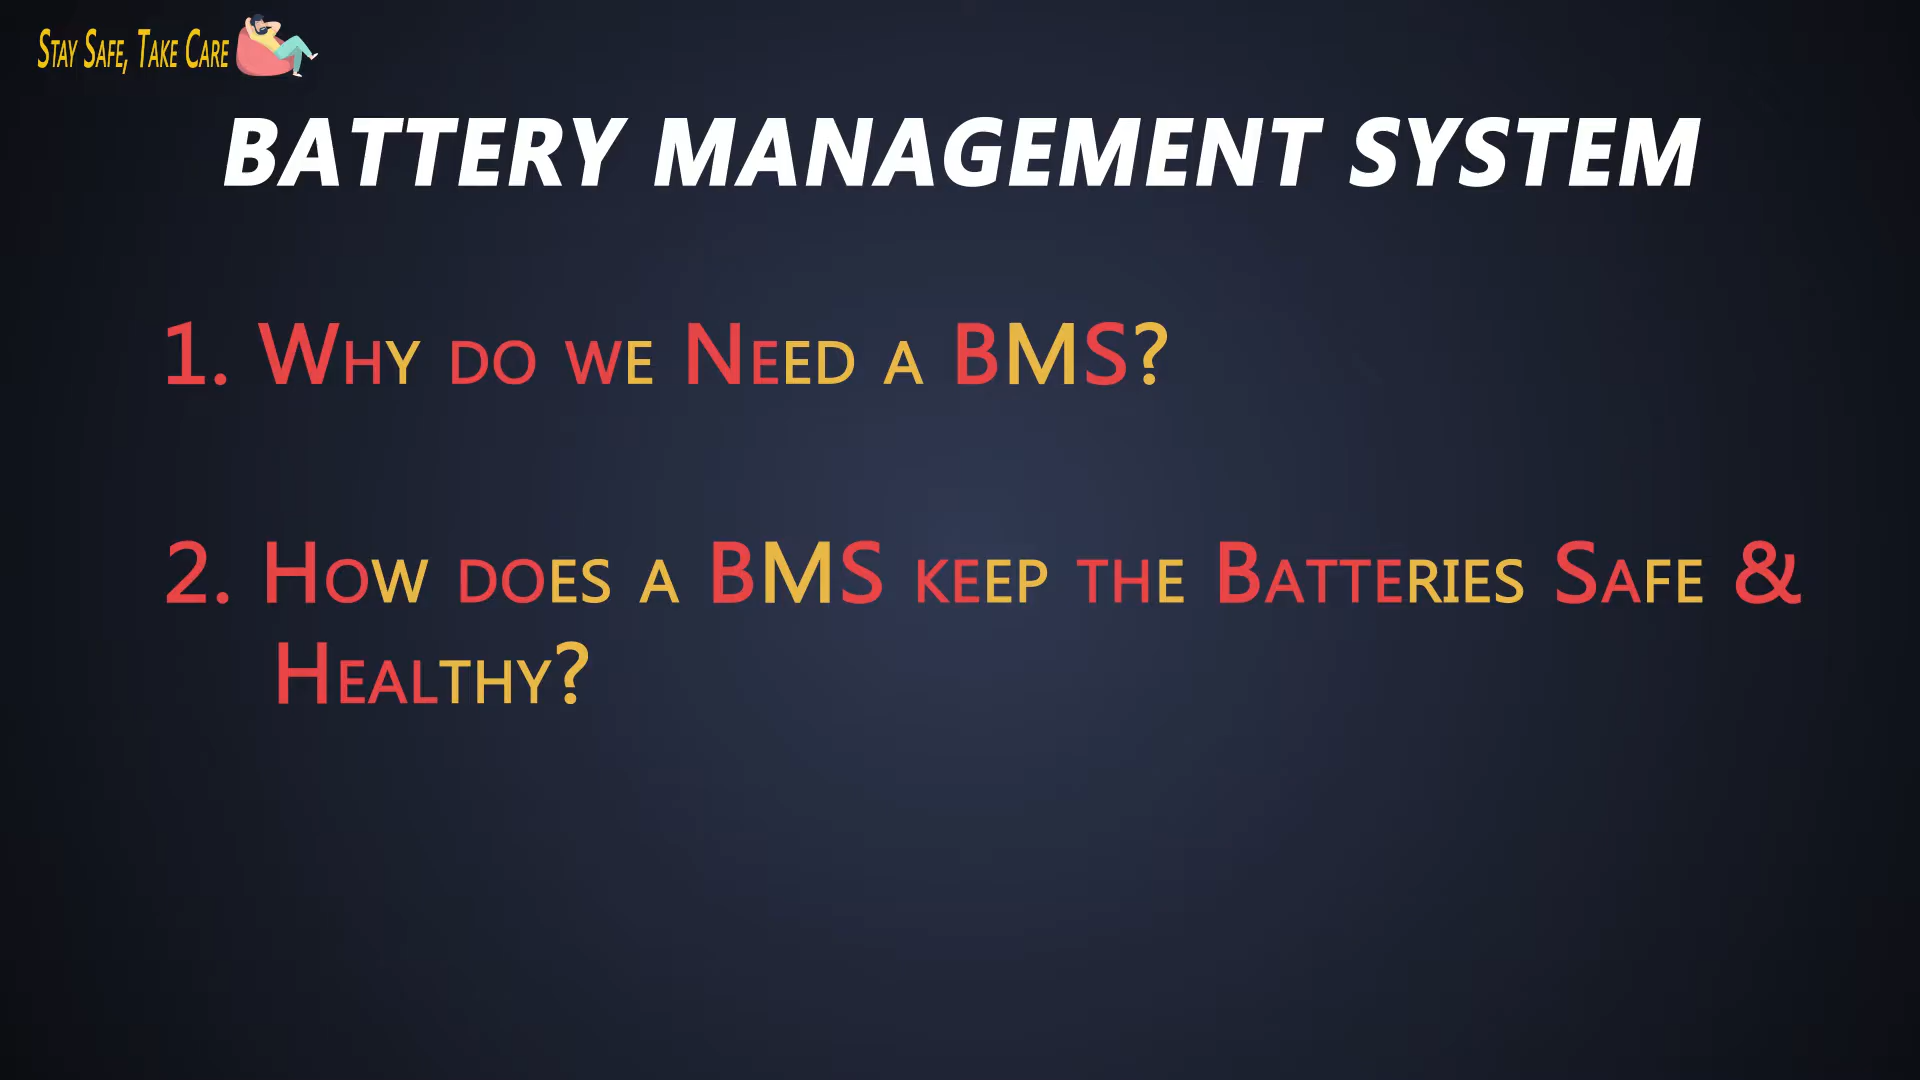 Stay Safe, Take Care
BATTERY MANAGEMENT SYSTEM
1. Why do we Need a BMS?
2. How does a BMS keep the Batteries Safe &
Healthy?